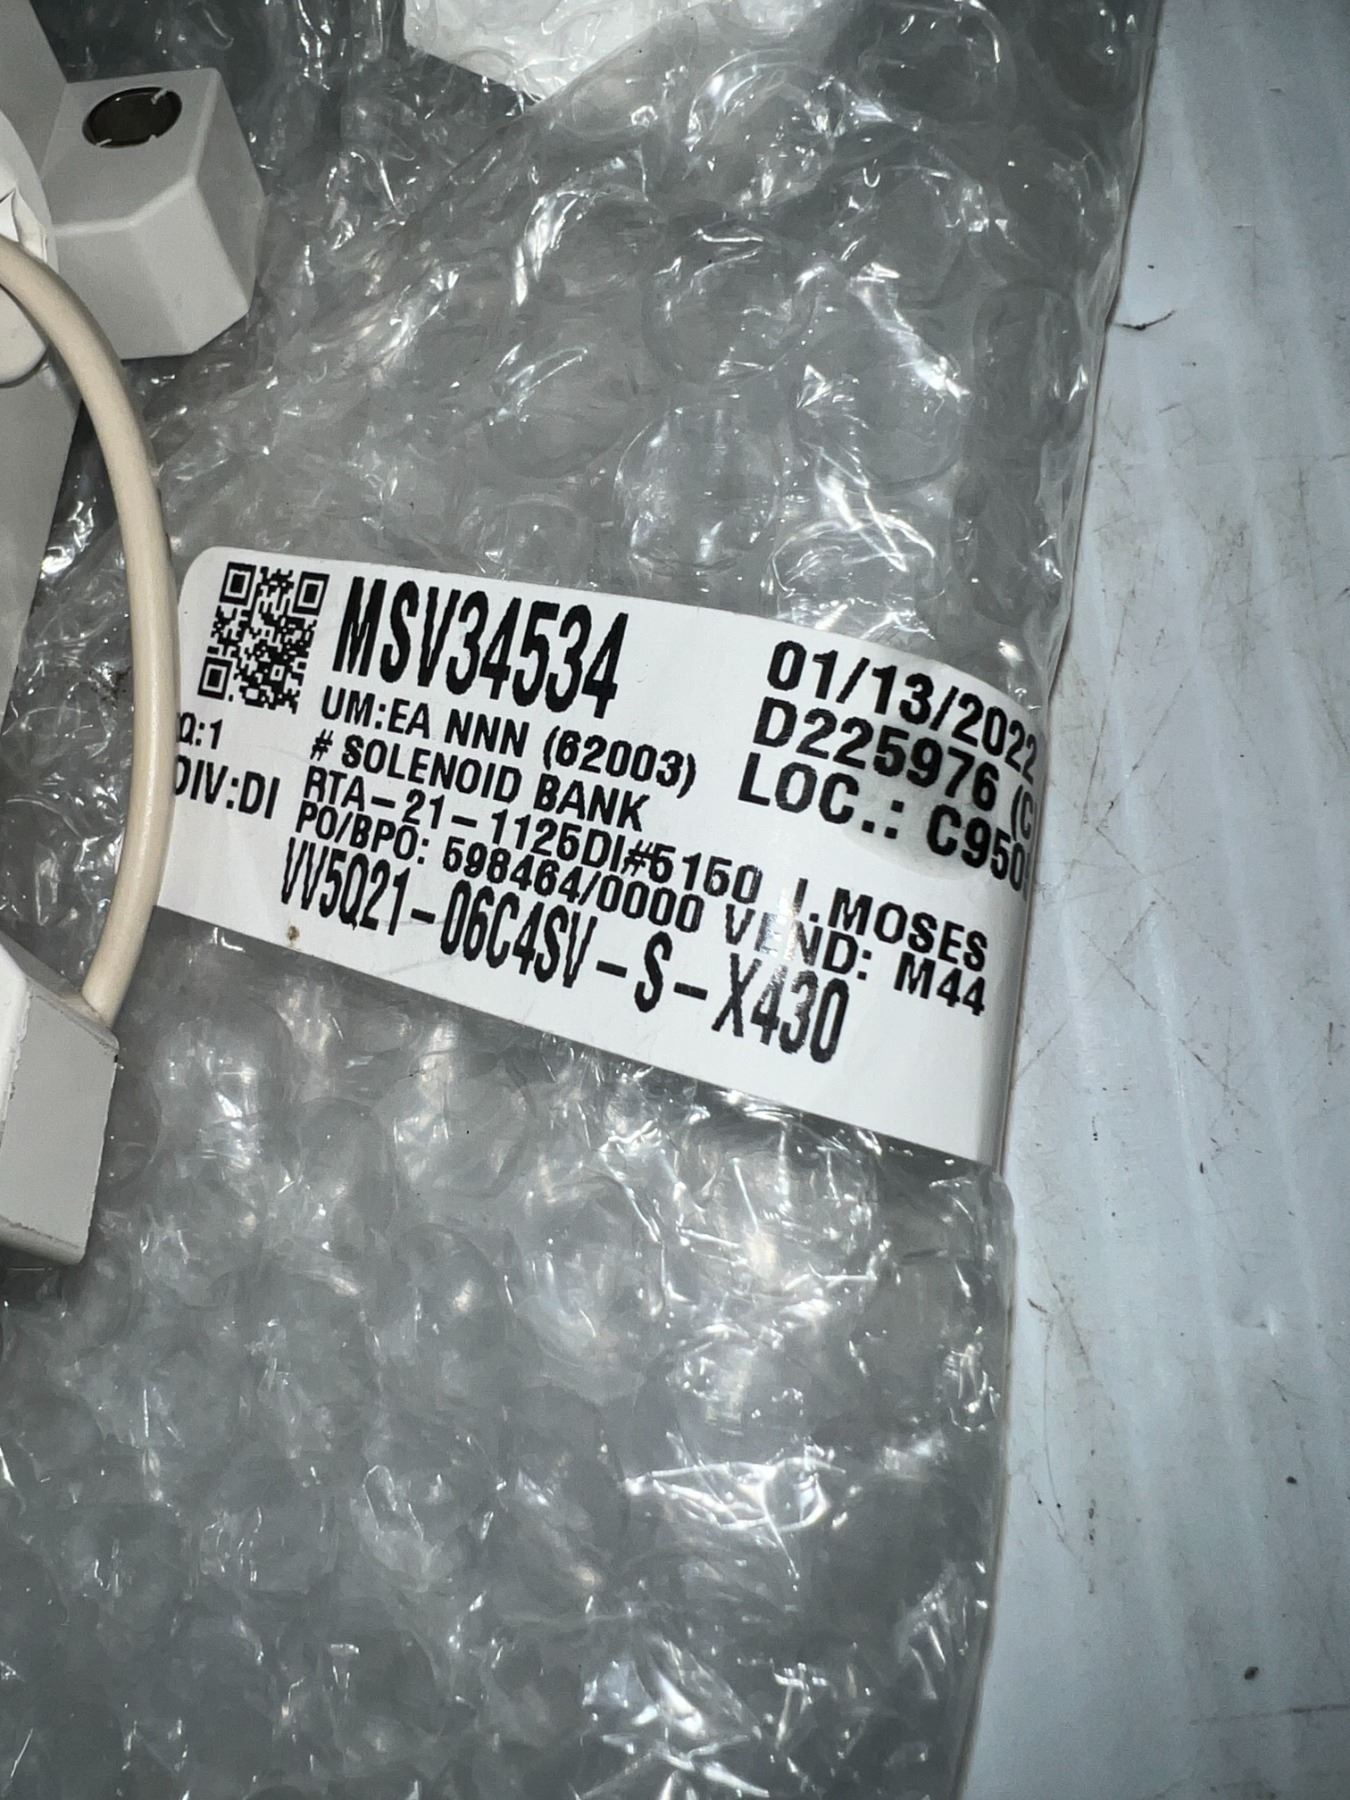 MSV34534
01/13/2022
UM:EA NNN (62003)
D225976 (C
Q:1
# SOLENOID BANK
LOC.: C950
DIV:DI
RTA-21-1125DI#5150 I.MOSES
PO/BPO: 598464/0000 VEND: M44
VV5Q21-06C4SV-S-X430